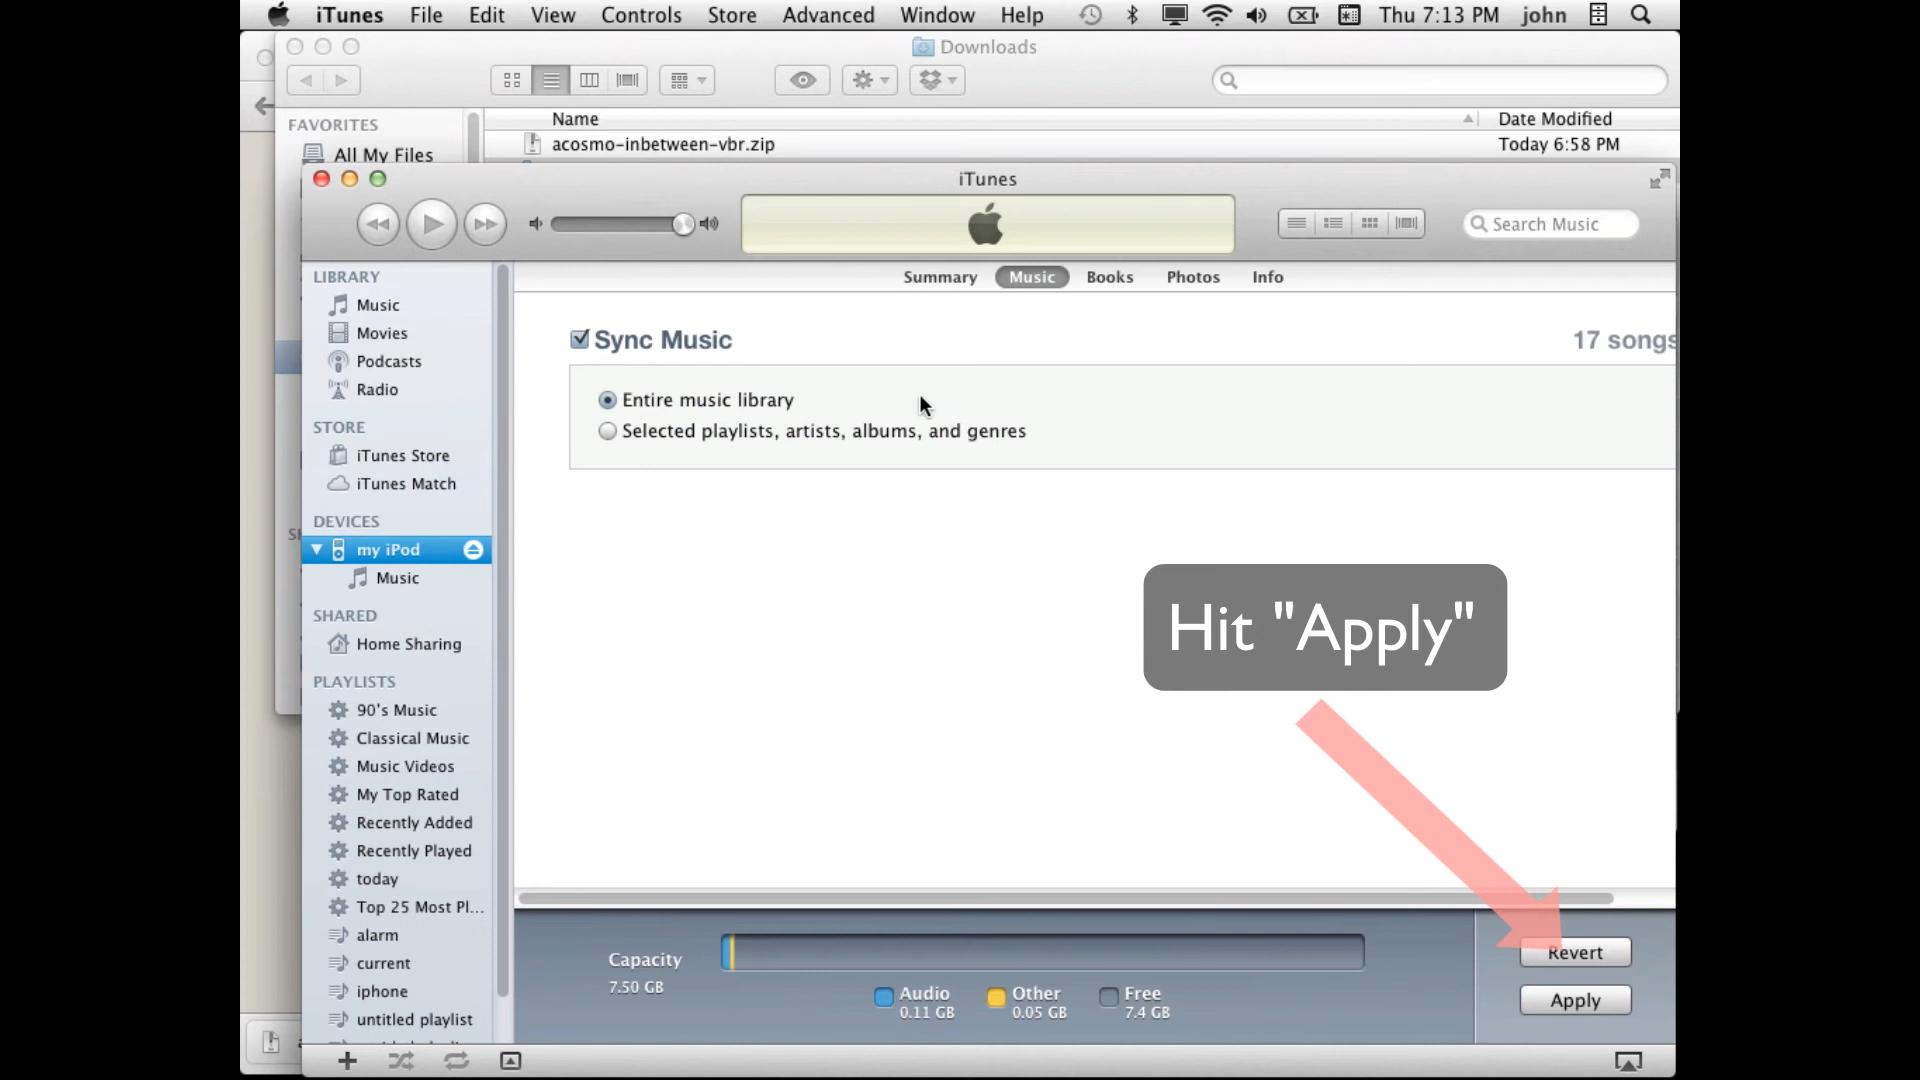 iTunes File Edit View Controls Store Advanced Window Help Thu 7:13 PM john
Downloads
FAVORITES
All My Files
Name Date Modified
acosmo-inbetween-vbr.zip Today 6:58 PM
iTunes
Search Music
LIBRARY
Music
Movies
Podcasts
Radio
STORE
iTunes Store
iTunes Match
DEVICES
my iPod
Music
SHARED
Home Sharing
PLAYLISTS
90's Music
Classical Music
Music Videos
My Top Rated
Recently Added
Recently Played
today
Top 25 Most Pl...
alarm
current
iphone
untitled playlist
Summary Music Books Photos Info
Sync Music 17 songs
Entire music library
Selected playlists, artists, albums, and genres
Hit "Apply"
Capacity
7.50 GB
Audio
0.11 GB
Other
0.05 GB
Free
7.4 GB
Revert
Apply